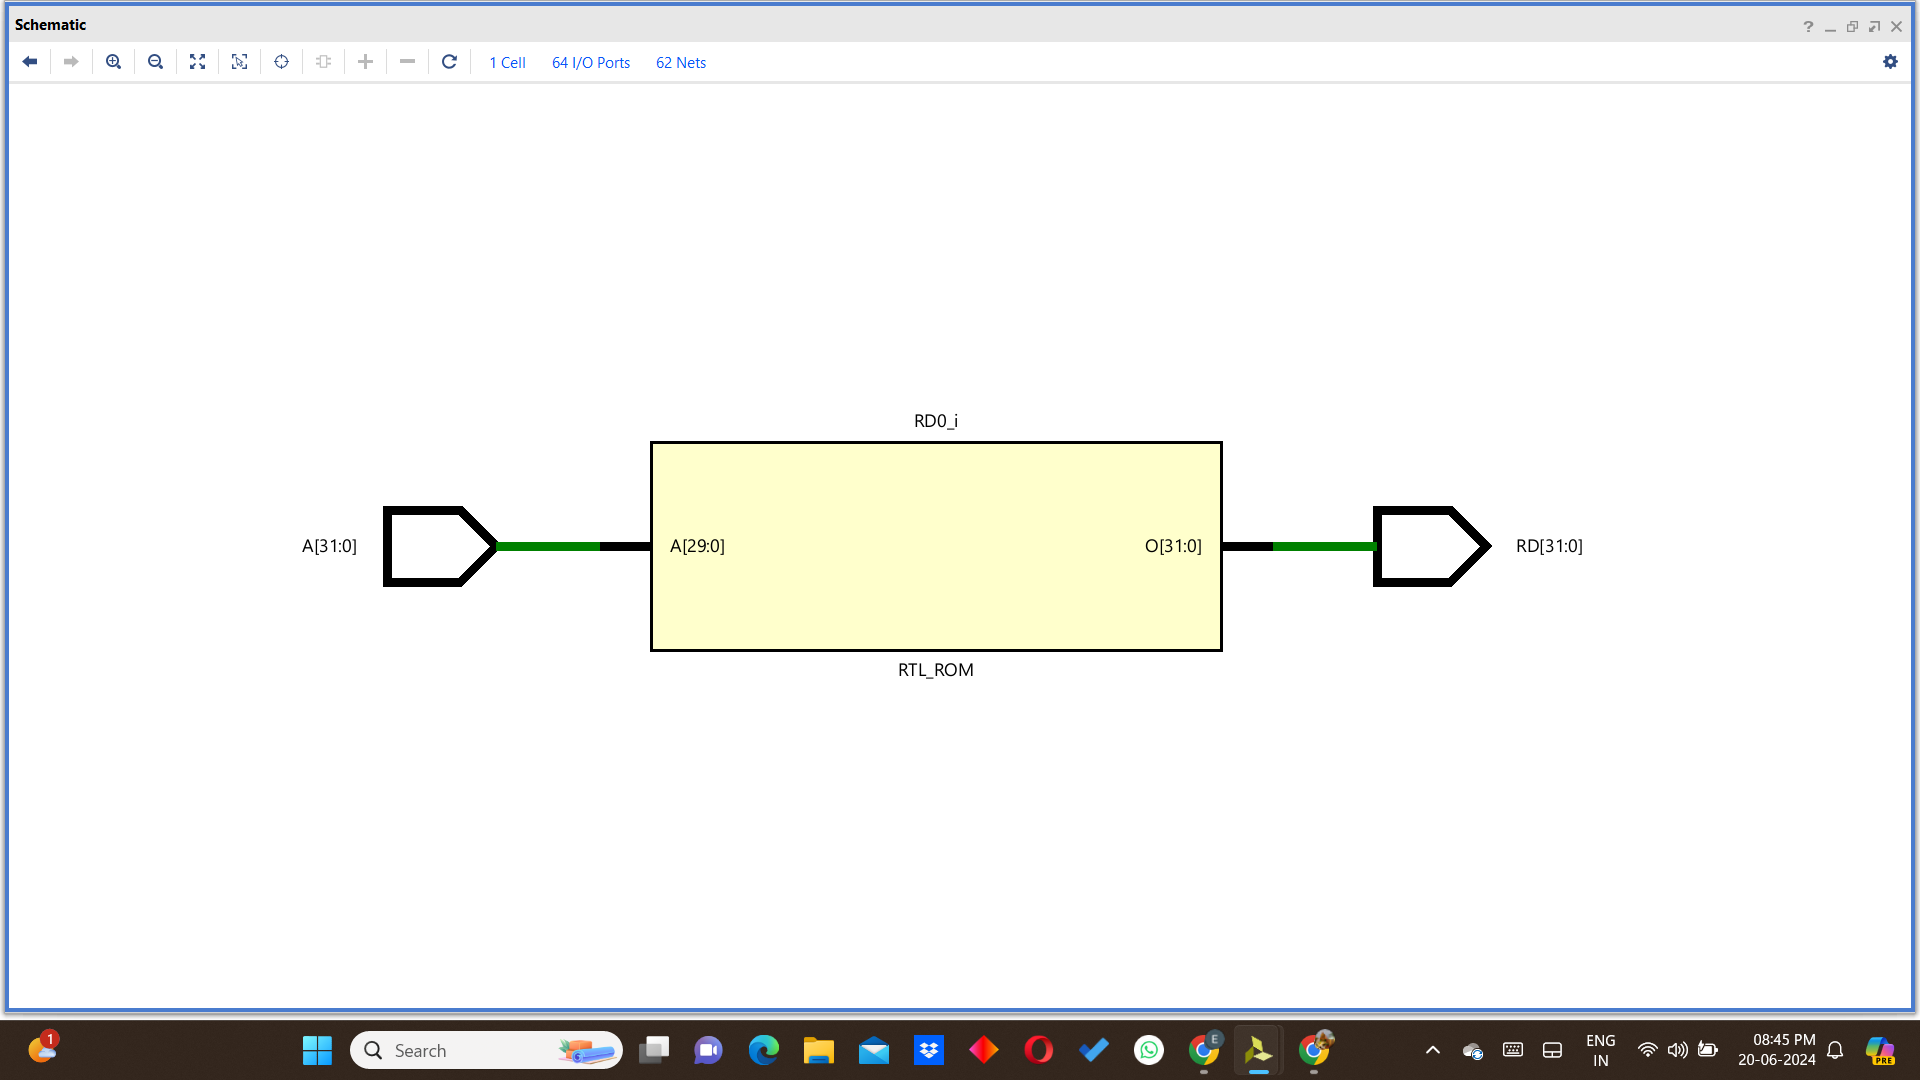 Schematic
?
1 Cell 64 I/O Ports 62 Nets
RD0_i
A[31:0] A[29:0] O[31:0] RD[31:0]
RTL_ROM
1
Search
E
ENG
IN
08:45 PM
20-06-2024
PRE